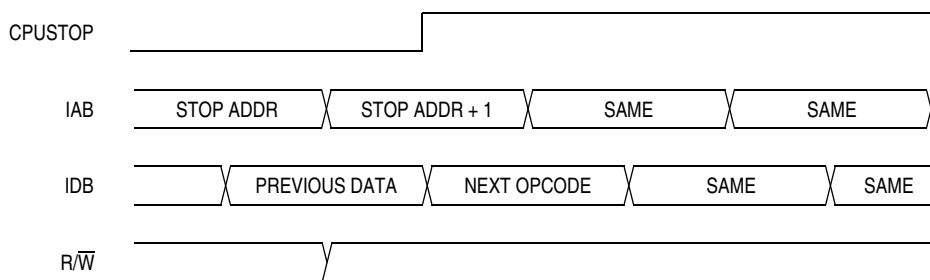 CPUSTOP
IAB STOP ADDR STOP ADDR + 1 SAME SAME
IDB PREVIOUS DATA NEXT OPCODE SAME SAME
R/W̅